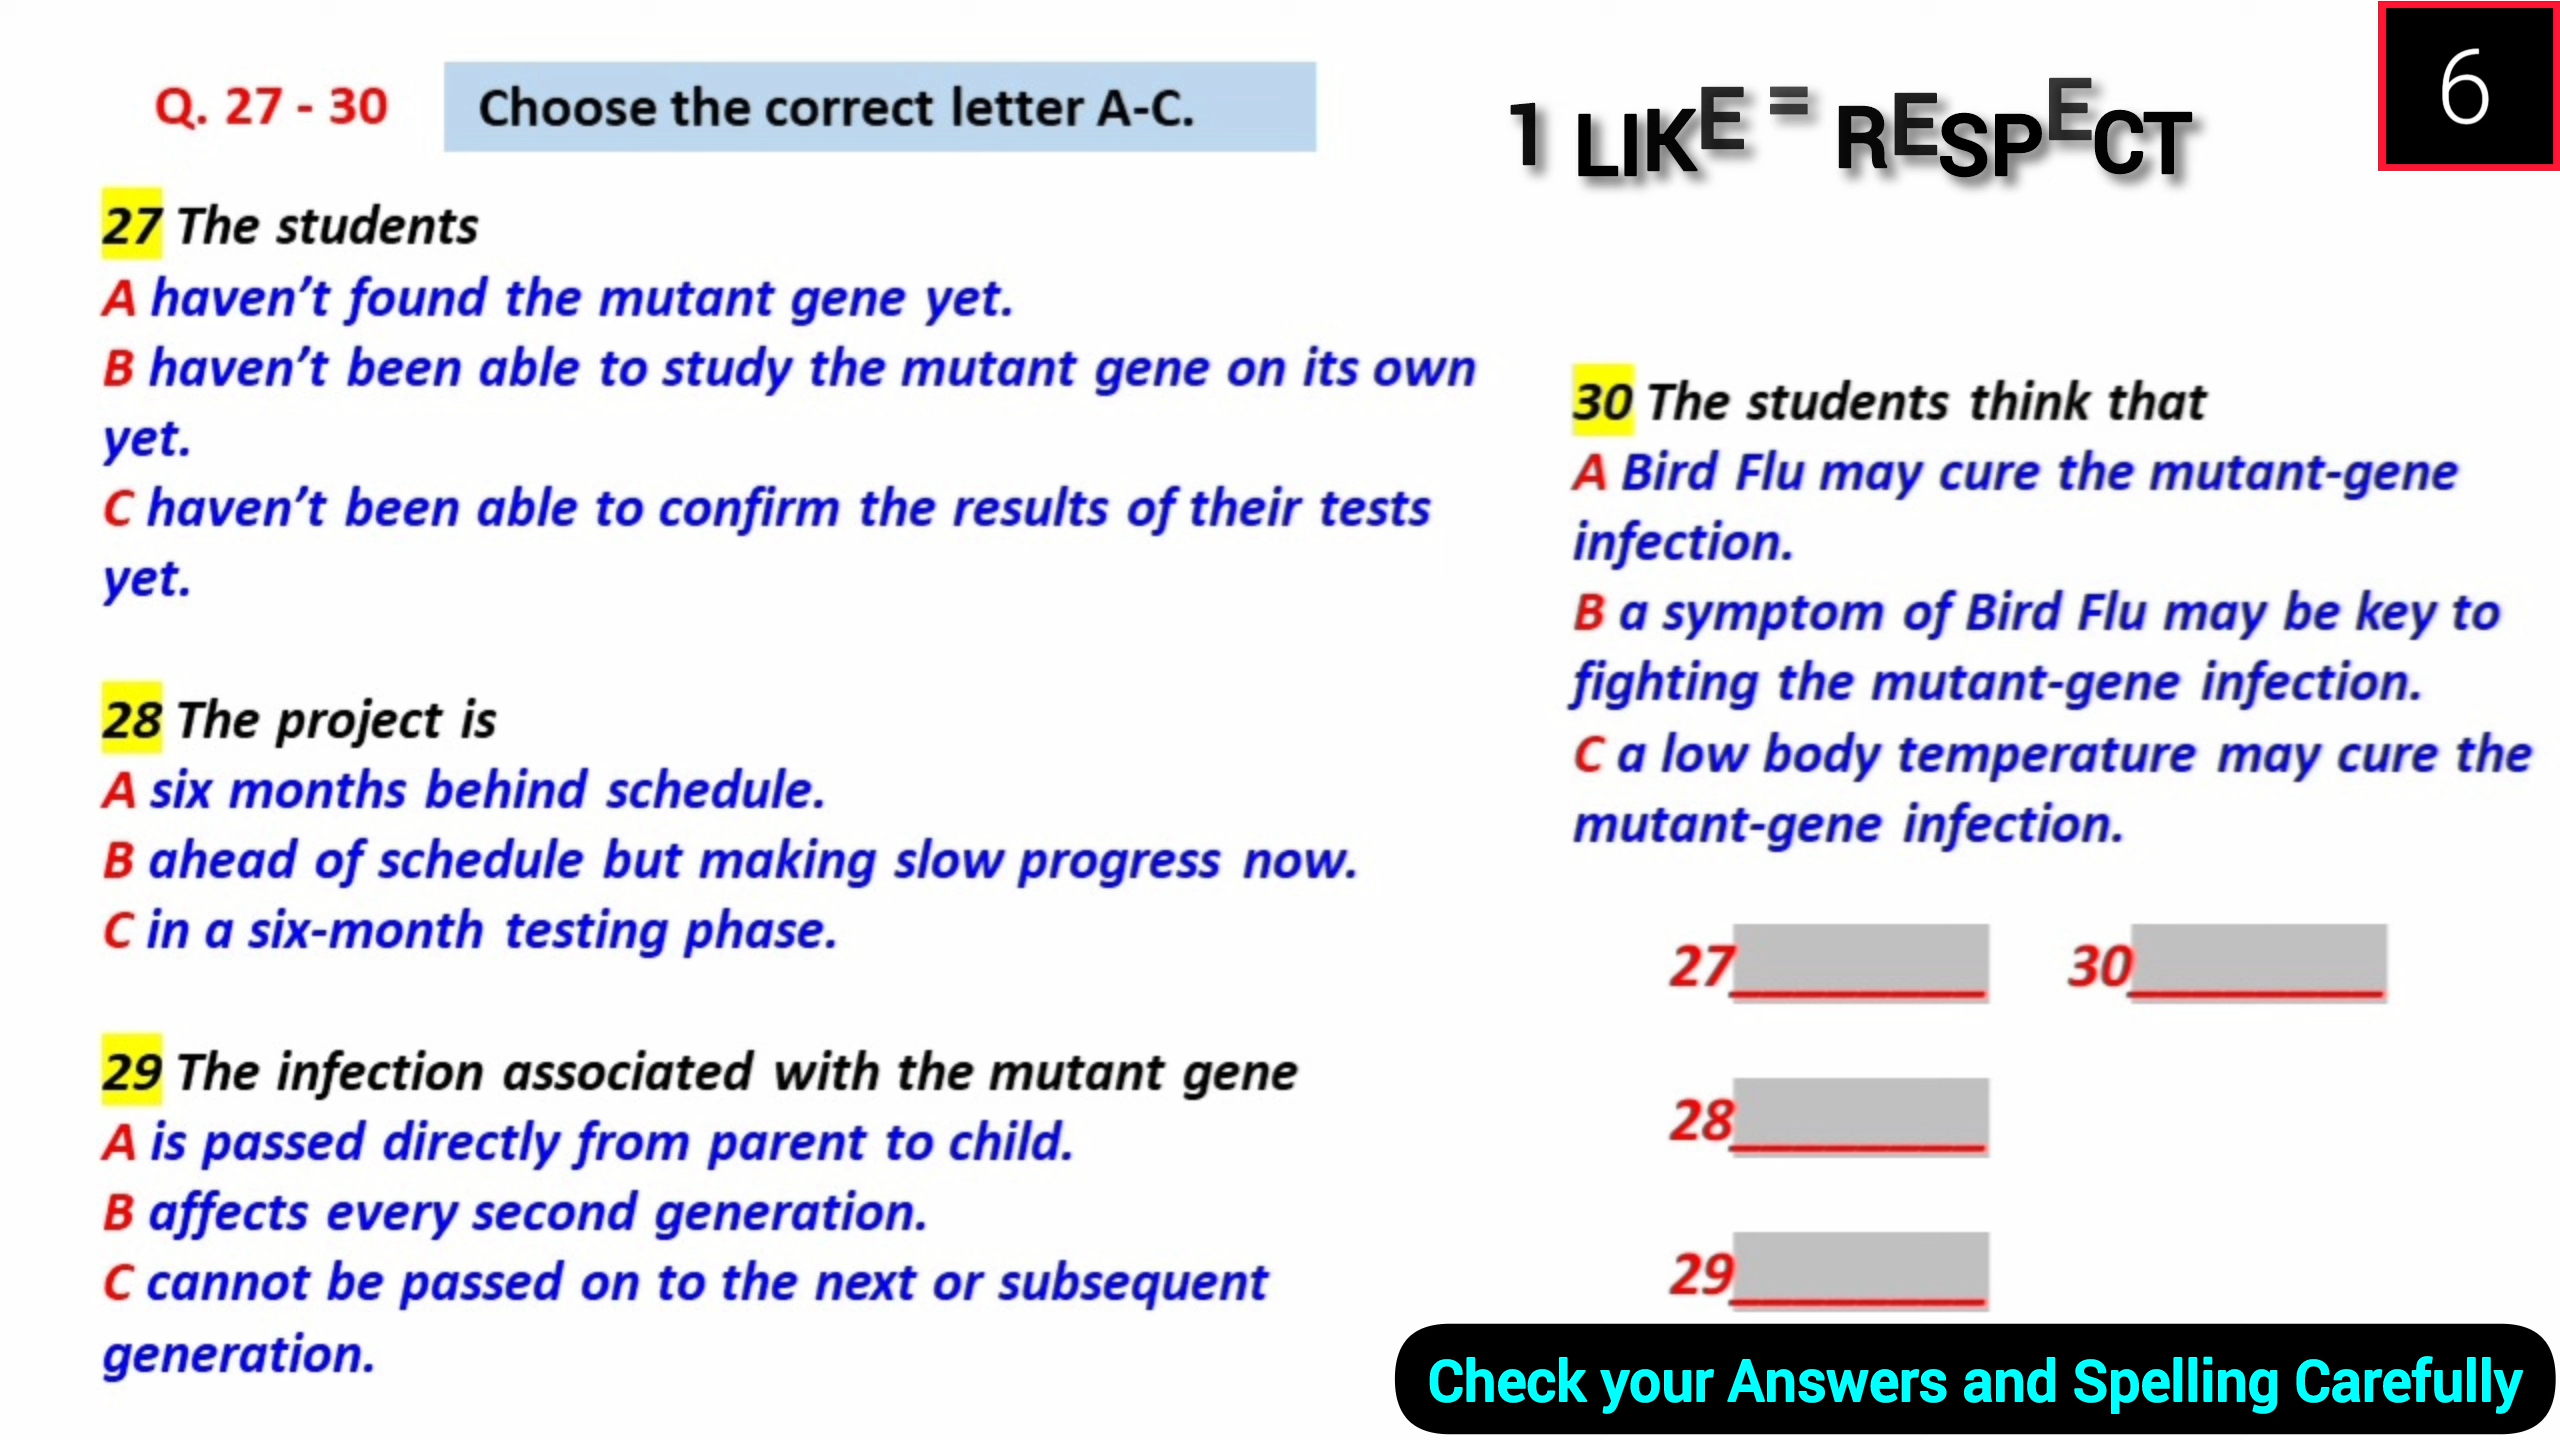 Q. 27 - 30
Choose the correct letter A-C.
1 LIKE = RESPECT
6
27 The students
A haven't found the mutant gene yet.
B haven't been able to study the mutant gene on its own
yet.
C haven't been able to confirm the results of their tests
yet.
28 The project is
A six months behind schedule.
B ahead of schedule but making slow progress now.
C in a six-month testing phase.
29 The infection associated with the mutant gene
A is passed directly from parent to child.
B affects every second generation.
C cannot be passed on to the next or subsequent
generation.
30 The students think that
A Bird Flu may cure the mutant-gene
infection.
B a symptom of Bird Flu may be key to
fighting the mutant-gene infection.
C a low body temperature may cure the
mutant-gene infection.
27
30
28
29
Check your Answers and Spelling Carefully